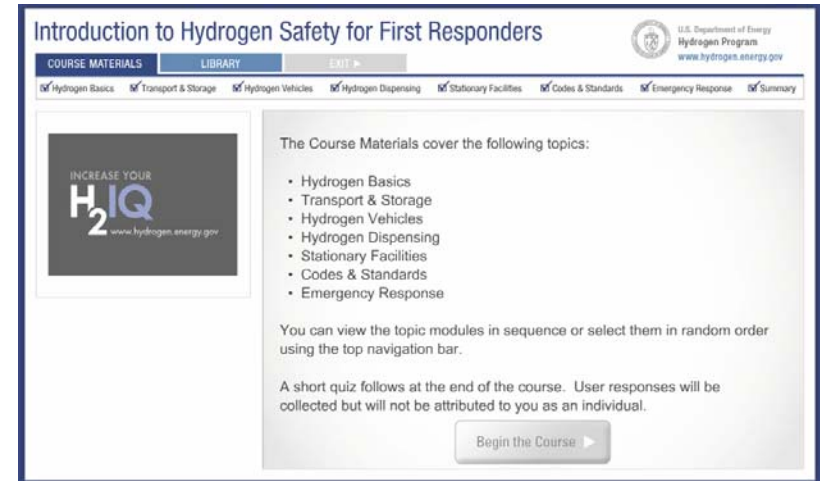 Introduction to Hydrogen Safety for First Responders
U.S. Department of Energy
Hydrogen Program
www.hydrogen.energy.gov
COURSE MATERIALS
LIBRARY
EXIT
Hydrogen Basics
Transport & Storage
Hydrogen Vehicles
Hydrogen Dispensing
Stationary Facilities
Codes & Standards
Emergency Response
Summary
INCREASE YOUR
H2IQ
www.hydrogen.energy.gov
The Course Materials cover the following topics:
• Hydrogen Basics
• Transport & Storage
• Hydrogen Vehicles
• Hydrogen Dispensing
• Stationary Facilities
• Codes & Standards
• Emergency Response
You can view the topic modules in sequence or select them in random order
using the top navigation bar.
A short quiz follows at the end of the course. User responses will be
collected but will not be attributed to you as an individual.
Begin the Course